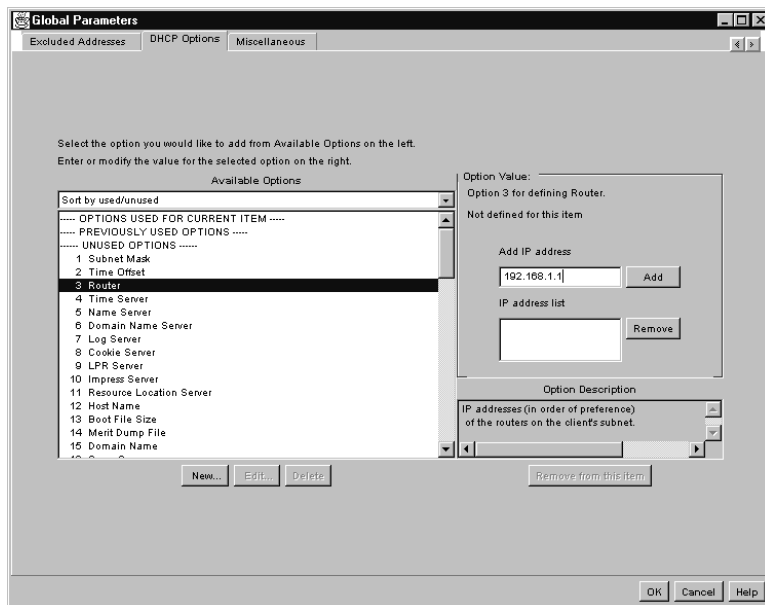 Global Parameters
Excluded Addresses
DHCP Options
Miscellaneous
Select the option you would like to add from Available Options on the left.
Enter or modify the value for the selected option on the right.
Available Options
Sort by used/unused
----- OPTIONS USED FOR CURRENT ITEM -----
----- PREVIOUSLY USED OPTIONS -----
------ UNUSED OPTIONS ------
1 Subnet Mask
2 Time Offset
3 Router
4 Time Server
5 Name Server
6 Domain Name Server
7 Log Server
8 Cookie Server
9 LPR Server
10 Impress Server
11 Resource Location Server
12 Host Name
13 Boot File Size
14 Merit Dump File
15 Domain Name
New...
Edit...
Delete
Option Value:
Option 3 for defining Router.
Not defined for this item
Add IP address
192.168.1.1
Add
IP address list
Remove
Option Description
IP addresses (in order of preference)
of the routers on the client's subnet.
Remove from this item
OK
Cancel
Help